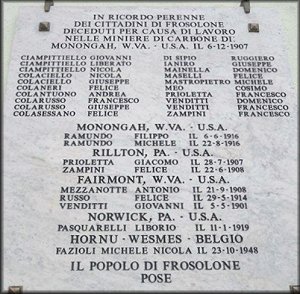 IN RICORDO PERENNE
DEI CITTADINI DI FROSOLONE
DECEDUTI PER CAUSA DI LAVORO
NELLE MINIERE DI CARBONE DI
MONONGAH, W.VA. - U.S.A. IL 6-12-1907
CIAMPITTIELLO GIOVANNI DI SIPIO RUGGIERO
CIAMPITTIELLO LIBERATO IANIRO GIUSEPPE
CIAMPITTIELLO NICOLA MAINELLA DOMENICO
COLACIELLO NICOLA MASELLI FELICE
COLACIELLO GIUSEPPE MASTROPIETRO MICHELE
COLANERI FELICE MEO COSIMO
COLANTUONO ANDREA PRIOLETTA FRANCESCO
COLARUSSO FRANCESCO VENDITTI DOMENICO
COLARUSSO GIUSEPPE VENDITTI FRANCESCO
COLASESSANO FELICE ZAMPINI FRANCESCO
MONONGAH, W.VA. - U.S.A.
RAMUNDO FILIPPO IL 6-6-1916
RAMUNDO MICHELE IL 22-8-1916
RILLTON, PA. - U.S.A.
PRIOLETTA GIACOMO IL 28-7-1907
ZAMPINI FELICE IL 22-6-1908
FAIRMONT, W.VA. - U.S.A.
MEZZANOTTE ANTONIO IL 21-9-1908
RUSSO FELICE IL 29-5-1914
VENDITTI GIOVANNI IL 5-5-1901
NORWICK, PA. - U.S.A.
PASQUARELLI LIBORIO IL 11-1-1919
HORNU - WESMES - BELGIO
FAZIOLI MICHELE NICOLA IL 23-10-1948
IL POPOLO DI FROSOLONE
POSE